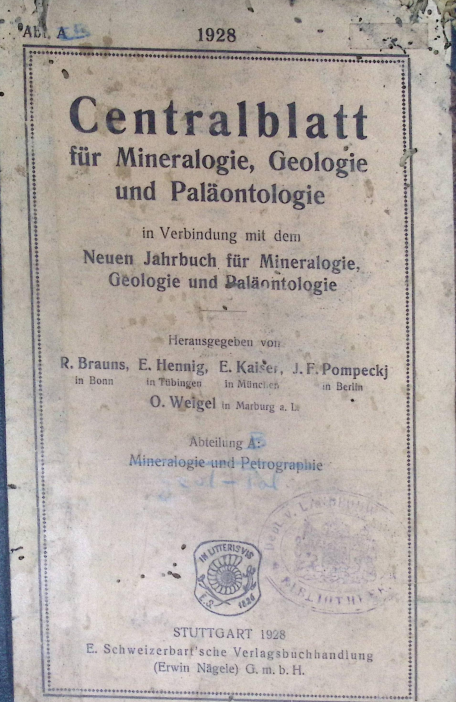 Abt. A
1928
Centralblatt
für Mineralogie, Geologie
und Paläontologie
in Verbindung mit dem
Neuen Jahrbuch für Mineralogie,
Geologie und Paläontologie
Herausgegeben von
R. Brauns, E. Hennig, E. Kaiser, J. F. Pompeckj
in Bonn in Tübingen in München in Berlin
O. Weigel in Marburg a. L.
Abteilung A:
Mineralogie und Petrographie
IN LITTERIS VIS
E. S. 1826
BIBLIOTHEEK
STUTTGART 1928
E. Schweizerbart'sche Verlagsbuchhandlung
(Erwin Nägele) G. m. b. H.